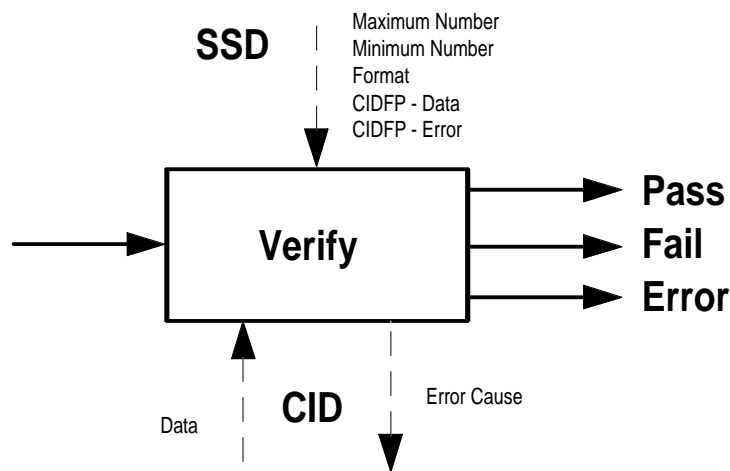 SSD
Maximum Number
Minimum Number
Format
CIDFP - Data
CIDFP - Error
Verify
Pass
Fail
Error
Data
CID
Error Cause